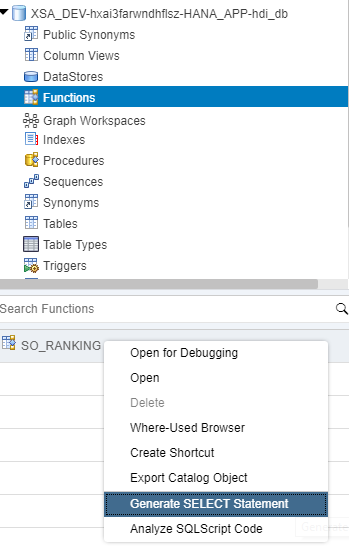 XSA_DEV-hxai3farwndhflsz-HANA_APP-hdi_db
Public Synonyms
Column Views
DataStores
Functions
Graph Workspaces
Indexes
Procedures
Sequences
Synonyms
Tables
Table Types
Triggers
Search Functions
SO_RANKING
Open for Debugging
Open
Delete
Where-Used Browser
Create Shortcut
Export Catalog Object
Generate SELECT Statement
Analyze SQLScript Code